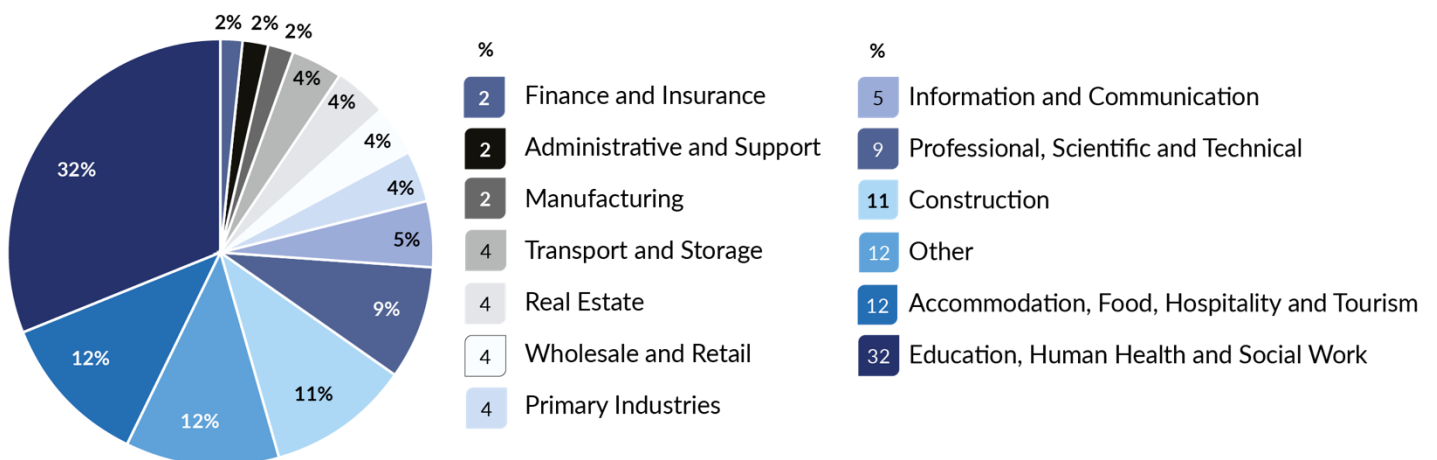 2% 2% 2%
4%
4%
4%
4%
5%
9%
11%
12%
12%
32%
%
2 Finance and Insurance
2 Administrative and Support
2 Manufacturing
4 Transport and Storage
4 Real Estate
4 Wholesale and Retail
4 Primary Industries
%
5 Information and Communication
9 Professional, Scientific and Technical
11 Construction
12 Other
12 Accommodation, Food, Hospitality and Tourism
32 Education, Human Health and Social Work